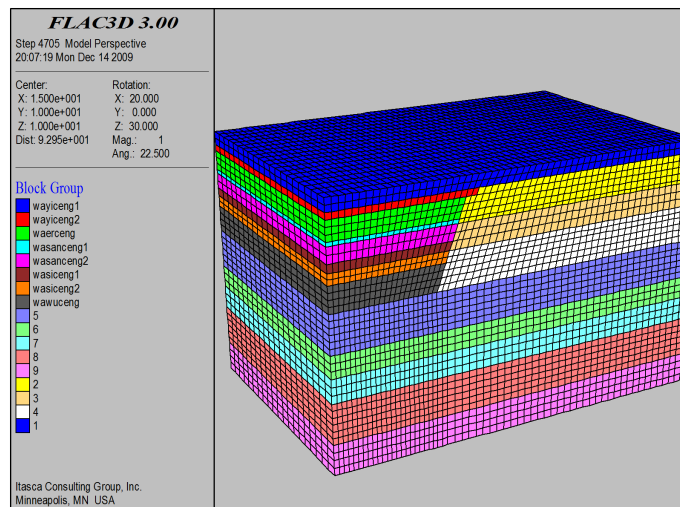 FLAC3D 3.00
Step 4705 Model Perspective
20:07:19 Mon Dec 14 2009
Center:
X: 1.500e+001
Y: 1.000e+001
Z: 1.000e+001
Dist: 9.295e+001
Rotation:
X: 20.000
Y: 0.000
Z: 30.000
Mag.: 1
Ang.: 22.500
Block Group
wayiceng1
wayiceng2
waerceng
wasanceng1
wasanceng2
wasiceng1
wasiceng2
wawuceng
5
6
7
8
9
2
3
4
1
Itasca Consulting Group, Inc.
Minneapolis, MN USA